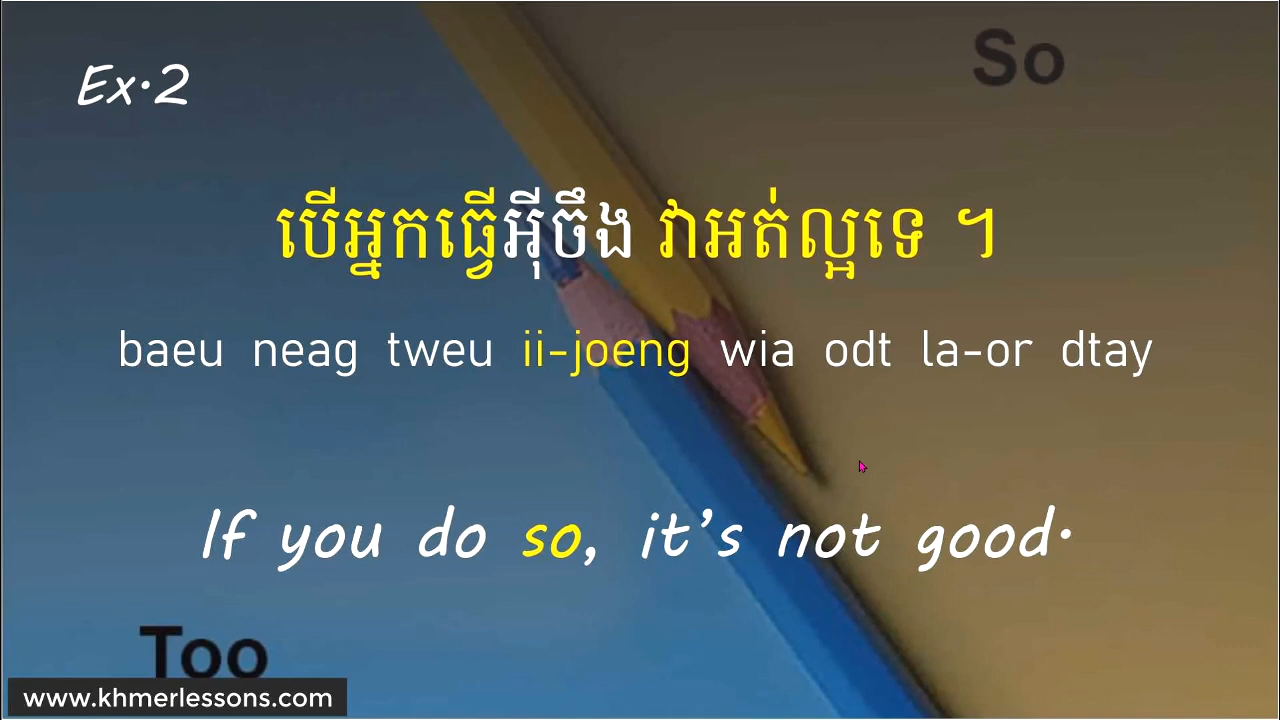 So
Ex.2
បើអ្នកធ្វើអ៊ីចឹង វាអត់ល្អទេ ។
baeu neag tweu ii-joeng wia odt la-or dtay
If you do so, it's not good.
Too
www.khmerlessons.com